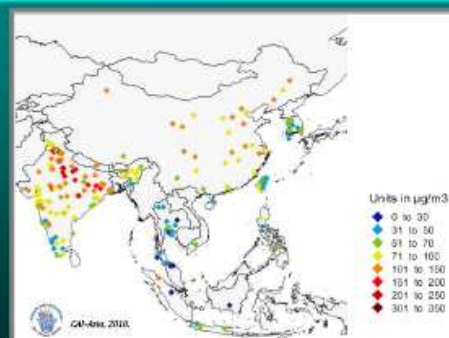 Units in µg/m3
0 to 30
31 to 50
51 to 70
71 to 100
101 to 150
151 to 200
201 to 250
301 to 350
CAI-Asia, 2010.